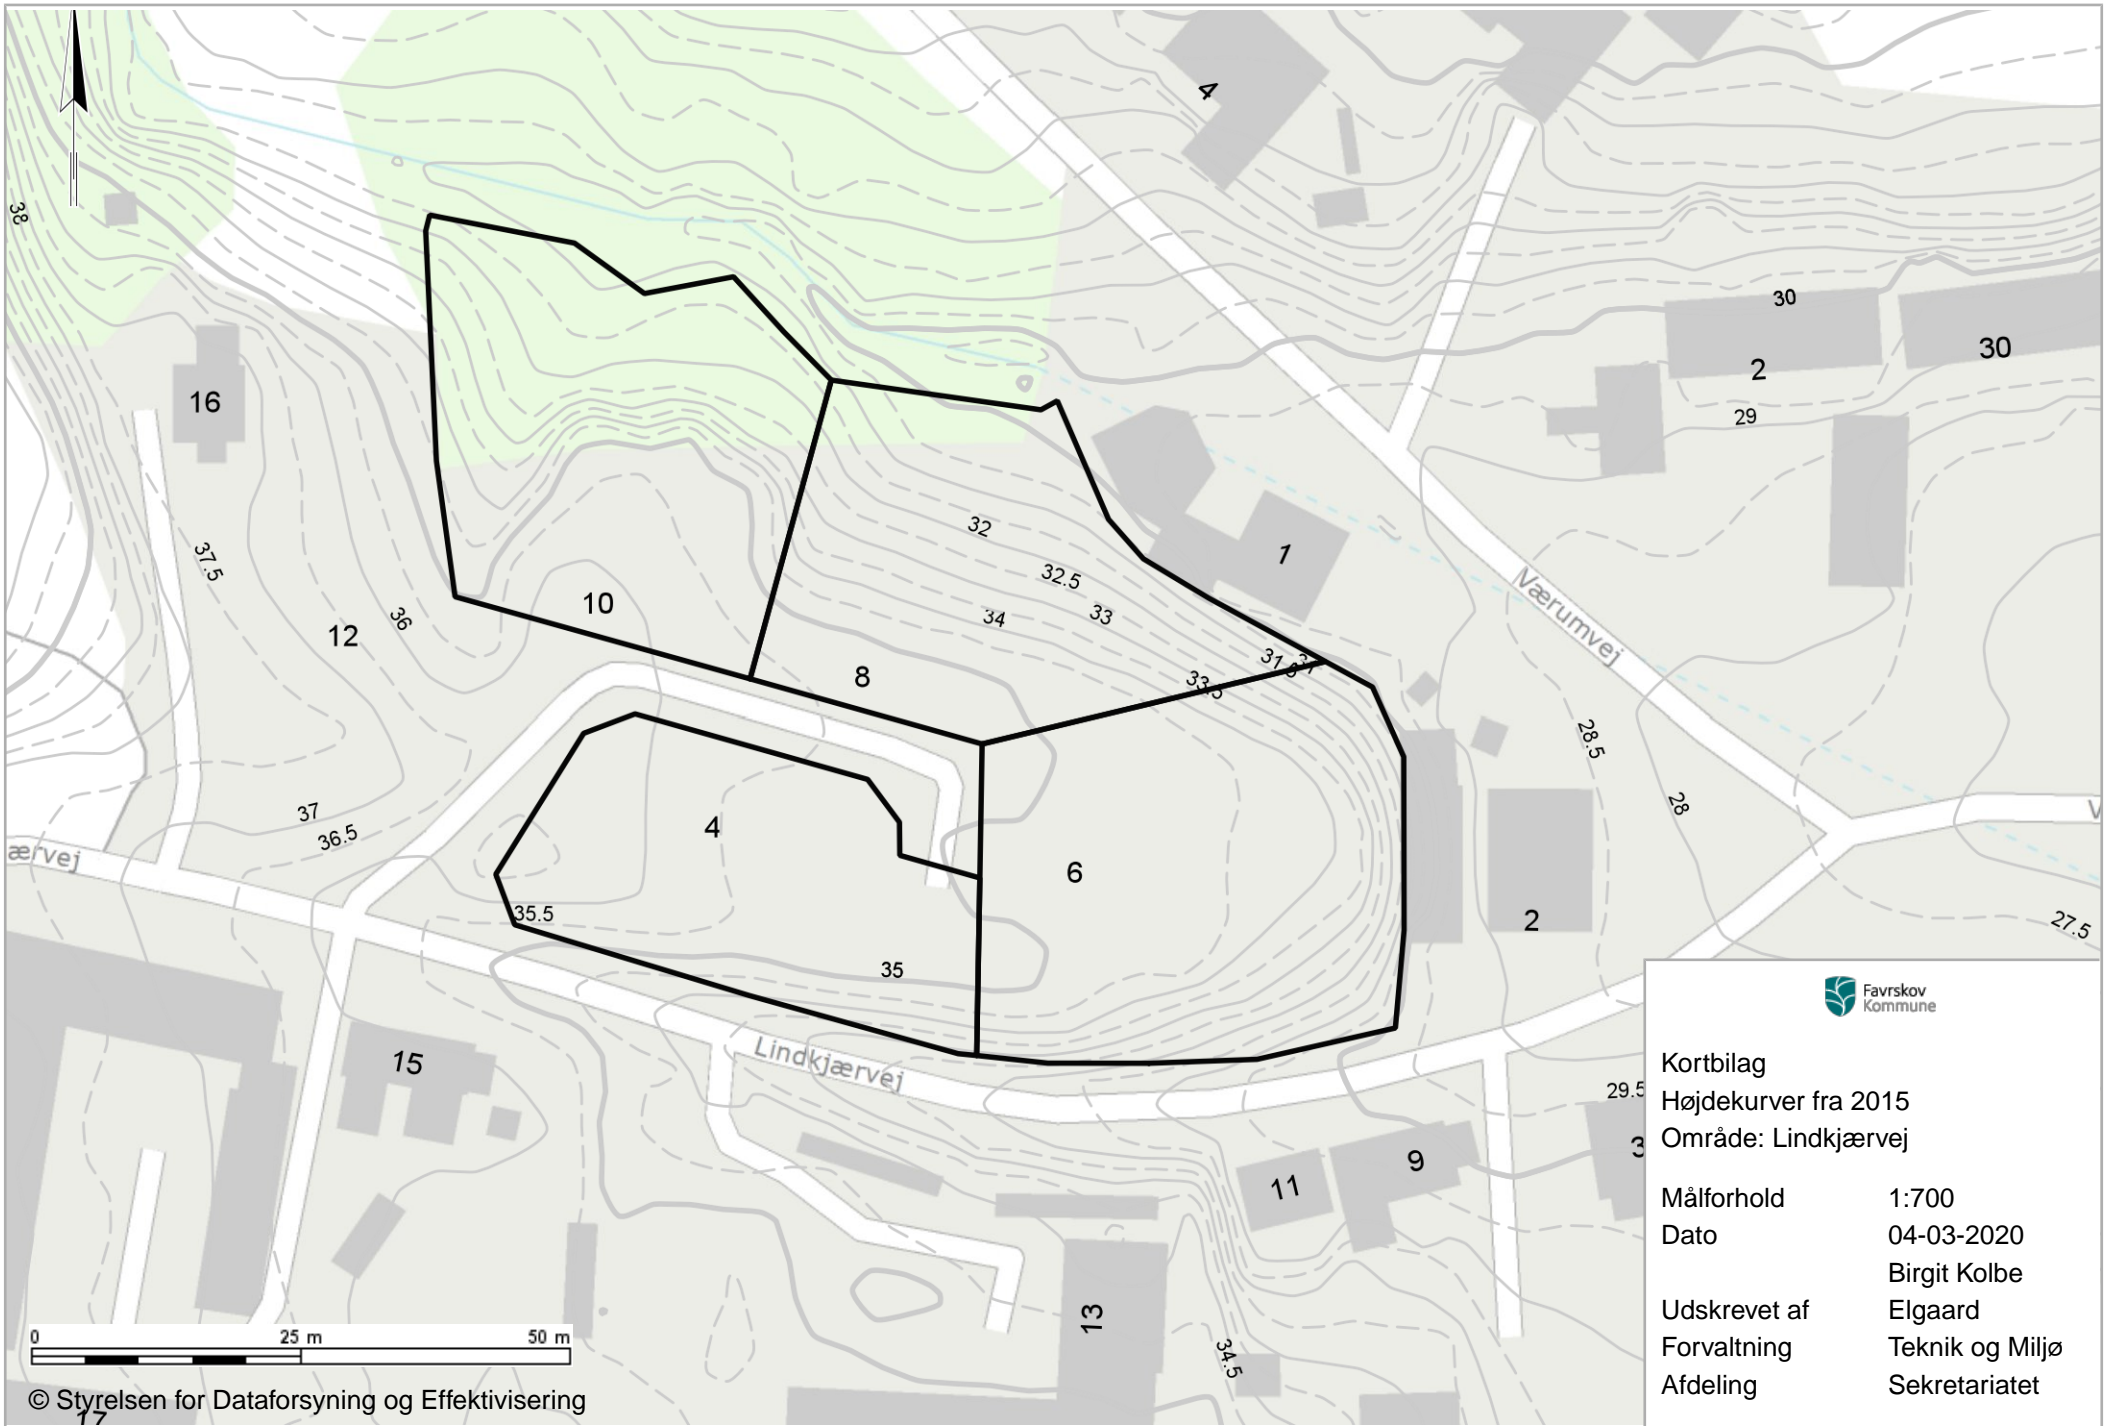 4
38
30
30
2
29
16
32
1
37.5
32.5
10
34
33
36
12
Værumvej
31.5
8
33.5
28.5
37
4
36.5
28
ærvej
6
35.5
2
27.5
35
Lindkjærvej
15
29.5
3
9
11
13
34.5
17
Favrskov
Kommune
Kortbilag
Højdekurver fra 2015
Område: Lindkjærvej
Målforhold 1:700
Dato 04-03-2020
Birgit Kolbe
Udskrevet af Elgaard
Forvaltning Teknik og Miljø
Afdeling Sekretariatet
0 25 m 50 m
© Styrelsen for Dataforsyning og Effektivisering